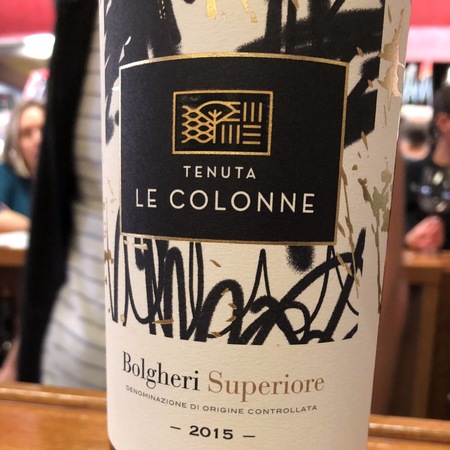 TENUTA
LE COLONNE
Bolgheri Superiore
DENOMINAZIONE DI ORIGINE CONTROLLATA
– 2015 –